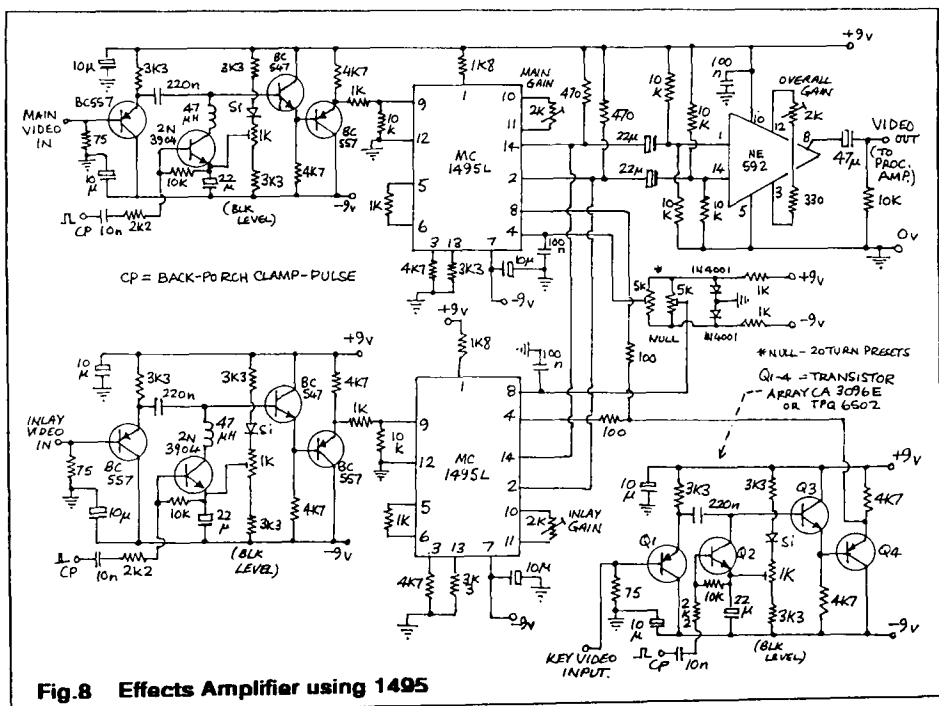 +9v
10µ
3K3
220n
3K3
BC
547
4K7
1K8
100
n
10
K
OVERALL
GAIN
BC557
47
µH
Si
1K
BC
557
1K
9
10
K
12
1
10
11
MAIN
GAIN
2K
470
470
10
K
12
2K
10
MAIN
VIDEO
IN
75
2N
3904
10K
22
µ
3K3
4K7
MC
1495L
14
2
22µ
22µ
1
14
NE
592
8
47µ
VIDEO
OUT
(TO
PROC.
AMP.)
10
µ
5
1K
6
8
4
10
K
10
K
5
3
330
10K
CP
10n
2K2
(BLK
LEVEL)
-9v
3
13
7
100
n
0v
4K7
3K3
10µ
-9v
CP = BACK-PORCH CLAMP-PULSE
*
1N4001
5K
5K
1K
+9v
1K
-9v
NULL
1N4001
+9v
1K8
100
n
100
*NULL - 20 TURN PRESETS
Q1-4 = TRANSISTOR
ARRAY CA 3096E
OR TPQ 6502
+9v
10
µ
3K3
220n
3K3
BC
547
4K7
1K
9
10
K
12
1
8
4
100
INLAY
VIDEO
IN
47
µH
2N
3904
Si
1K
BC
557
MC
1495L
14
2
75
BC
557
10K
22
µ
3K3
4K7
5
1K
6
10
11
2K
INLAY
GAIN
10µ
CP
10n
2K2
(BLK
LEVEL)
-9v
3
13
7
4K7
3K
3
10µ
-9v
+9v
10
µ
3K3
220n
3K3
Q3
4K7
Q1
Q2
Si
1K
Q4
75
10K
22
µ
3K3
4K7
10
µ
2K
2
CP
10n
(BLK
LEVEL)
-9v
KEY VIDEO
INPUT.
Fig.8 Effects Amplifier using 1495